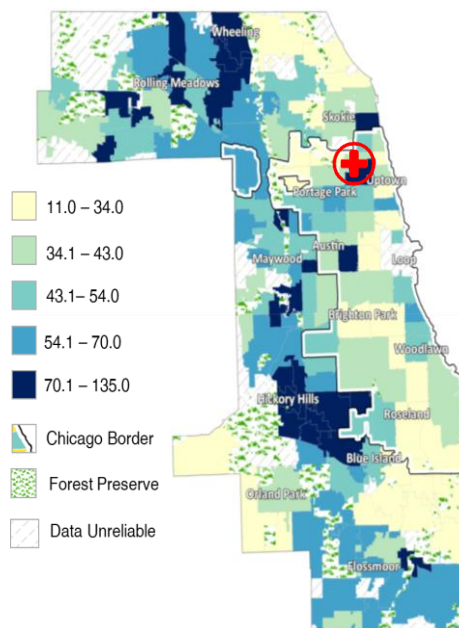 Wheeling
Rolling Meadows
Skokie
Uptown
Portage Park
11.0 – 34.0
34.1 – 43.0
Austin
Maywood
Loop
43.1– 54.0
Brighton Park
54.1 – 70.0
Woodlawn
70.1 – 135.0
Hickory Hills
Roseland
Chicago Border
Blue Island
Forest Preserve
Orland Park
Data Unreliable
Flossmoor